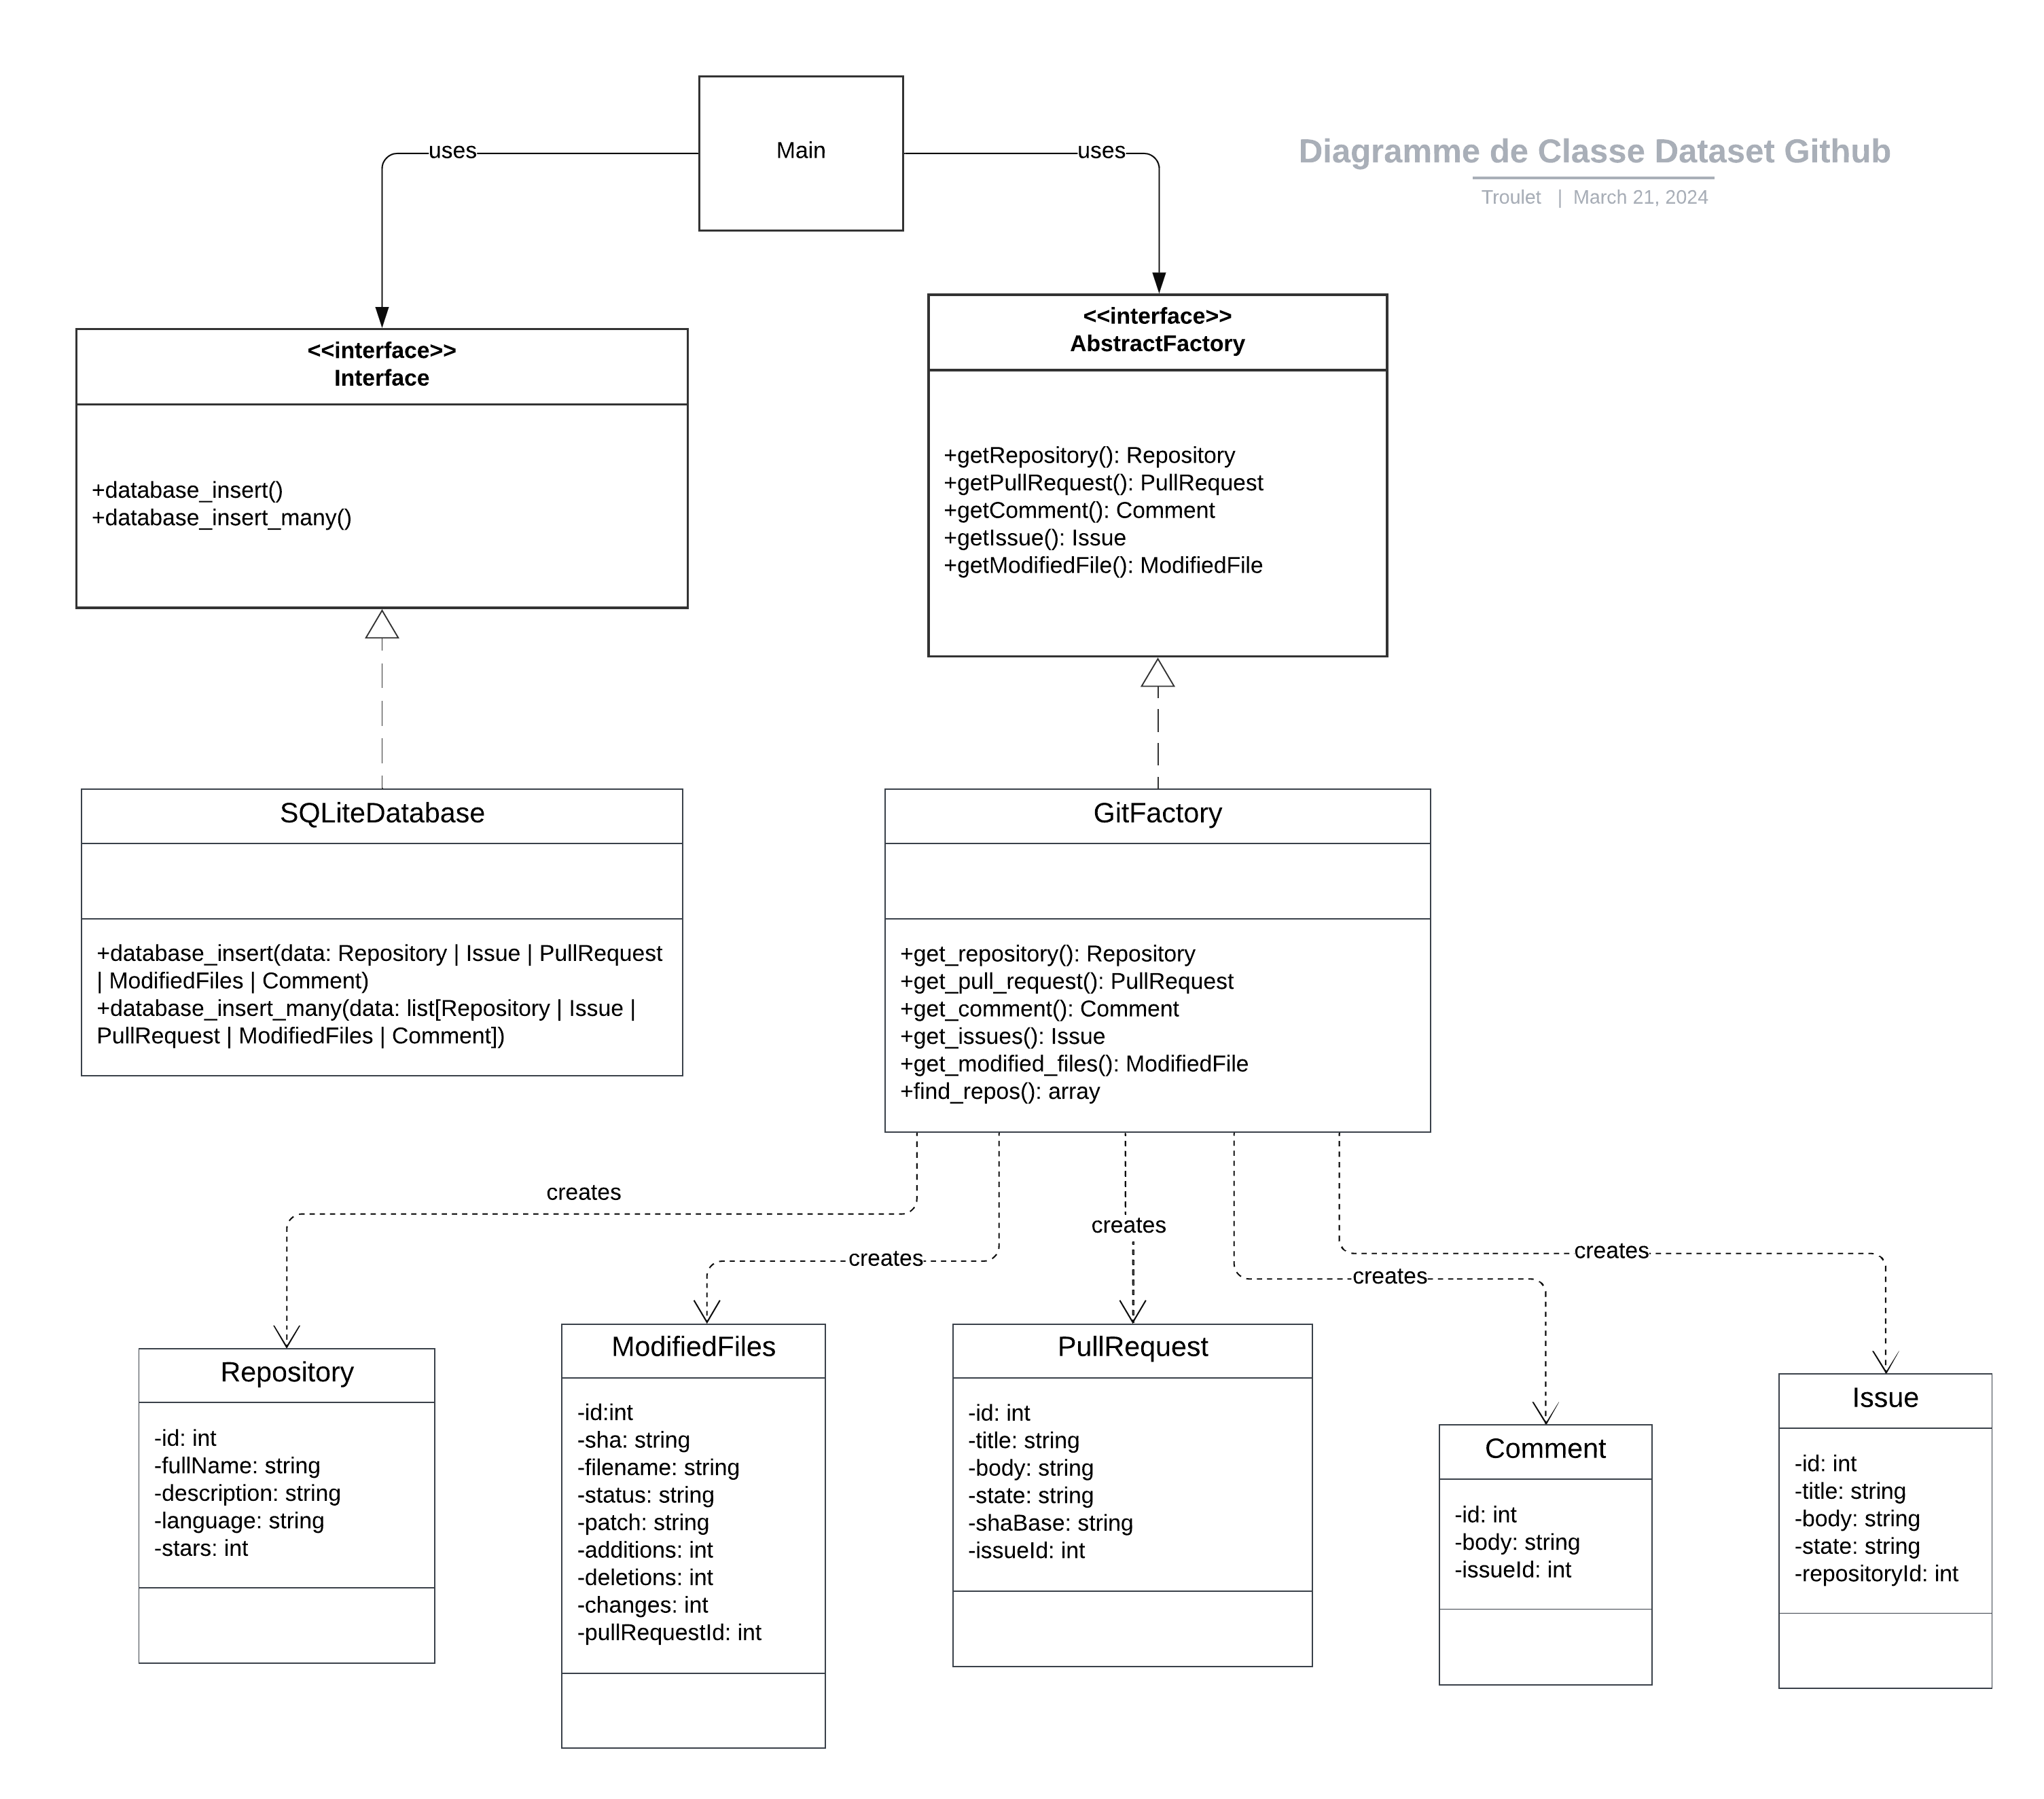 Main
uses
uses
Diagramme de Classe Dataset Github
Troulet | March 21, 2024
<<interface>>
Interface
+database_insert()
+database_insert_many()
<<interface>>
AbstractFactory
+getRepository(): Repository
+getPullRequest(): PullRequest
+getComment(): Comment
+getIssue(): Issue
+getModifiedFile(): ModifiedFile
SQLiteDatabase
+database_insert(data: Repository | Issue | PullRequest
| ModifiedFiles | Comment)
+database_insert_many(data: list[Repository | Issue |
PullRequest | ModifiedFiles | Comment])
GitFactory
+get_repository(): Repository
+get_pull_request(): PullRequest
+get_comment(): Comment
+get_issues(): Issue
+get_modified_files(): ModifiedFile
+find_repos(): array
creates
creates
creates
creates
creates
Repository
-id: int
-fullName: string
-description: string
-language: string
-stars: int
ModifiedFiles
-id:int
-sha: string
-filename: string
-status: string
-patch: string
-additions: int
-deletions: int
-changes: int
-pullRequestId: int
PullRequest
-id: int
-title: string
-body: string
-state: string
-shaBase: string
-issueId: int
Comment
-id: int
-body: string
-issueId: int
Issue
-id: int
-title: string
-body: string
-state: string
-repositoryId: int